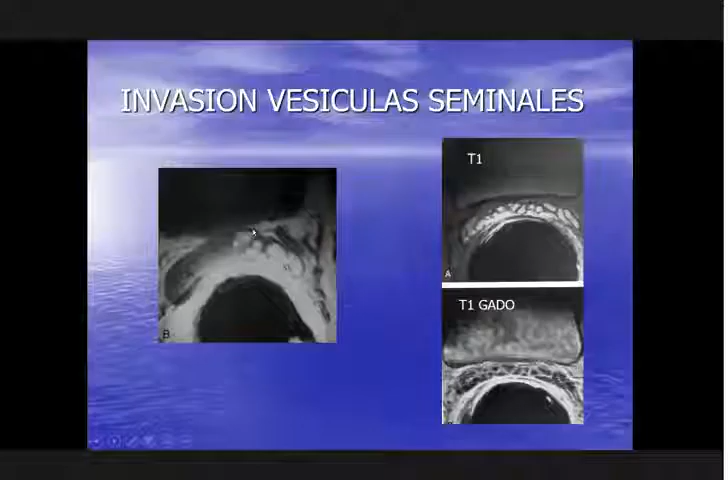 INVASION VESICULAS SEMINALES
T1
A
B
T1 GADO